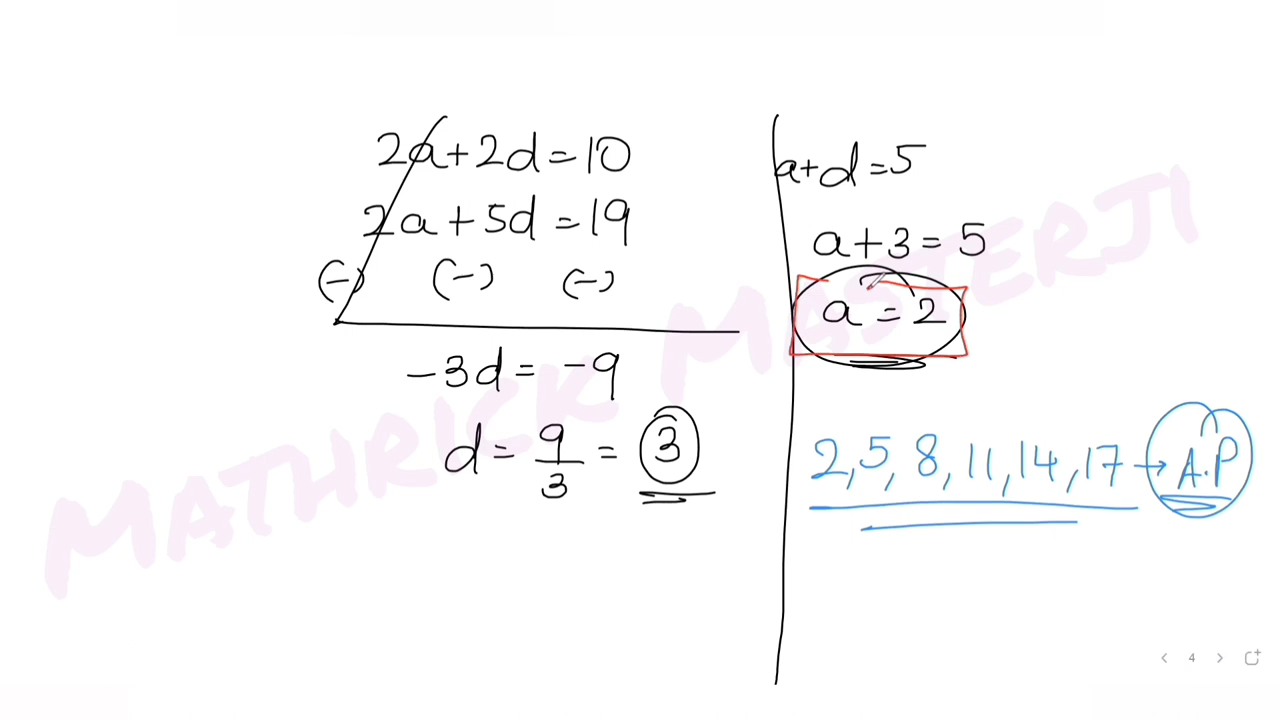 2a+2d=10
2a+5d=19
(-) (-) (-)
-3d= -9
d= 9/3 = 3
a+d=5
a+3=5
a=2
2,5,8,11,14,17→A.P
MATHRICK MASTERJI
< 4 >